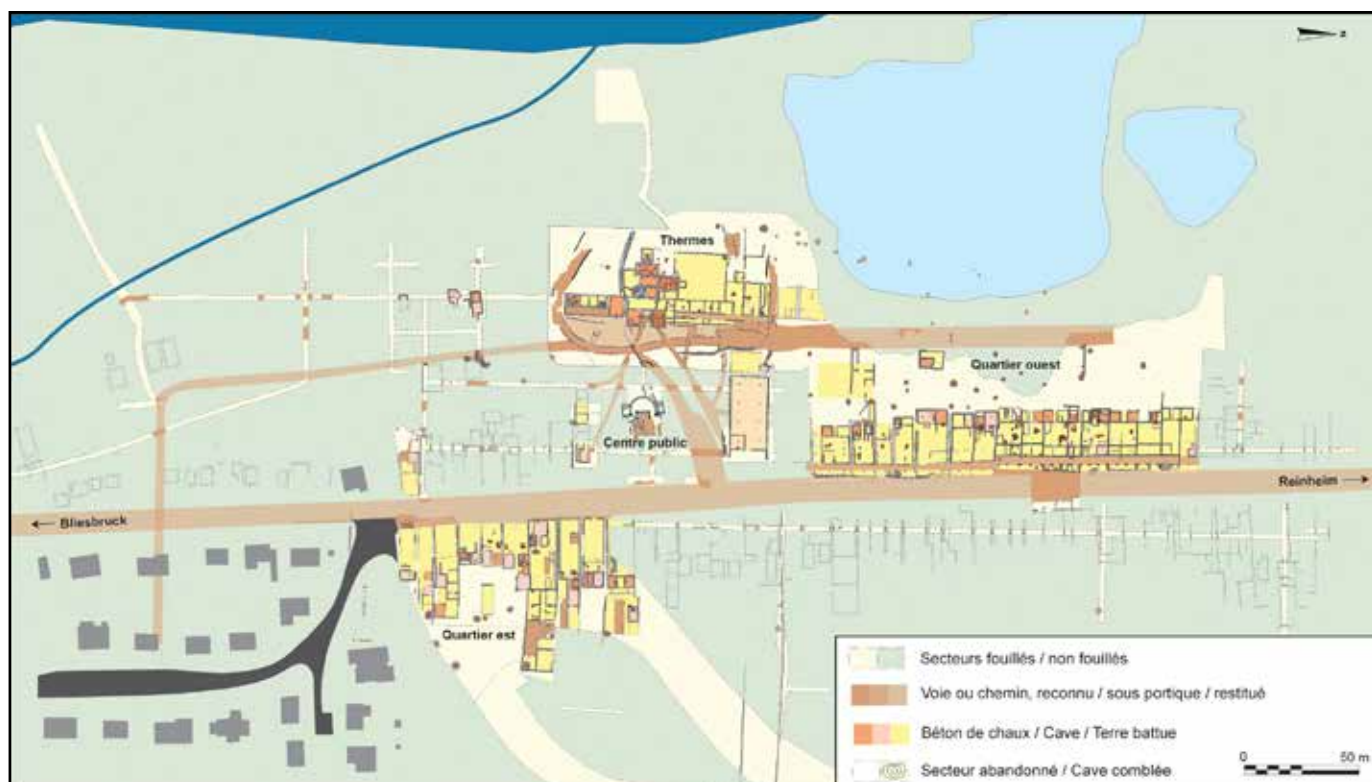 z
Thermes
Quartier ouest
Centre public
Reinheim
Bliesbruck
Quartier est
Secteurs fouillés / non fouillés
Voie ou chemin, reconnu / sous portique / restitué
Béton de chaux / Cave / Terre battue
Secteur abandonné / Cave comblée
0 50 m